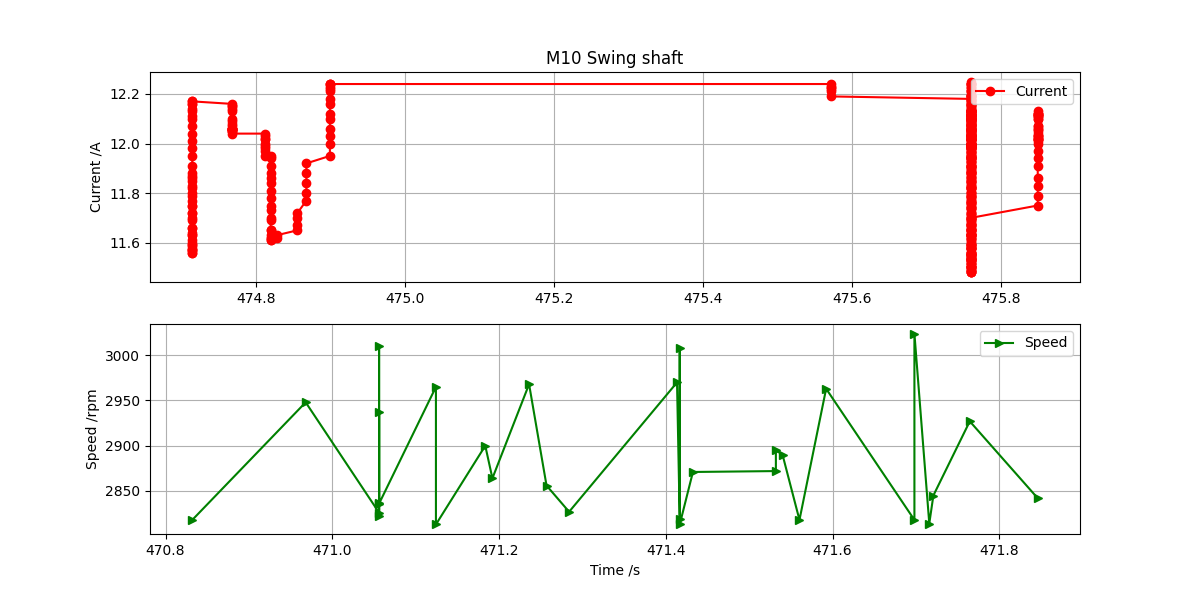 M10 Swing shaft
Current /A
12.2
12.0
11.8
11.6
Current
474.8 475.0 475.2 475.4 475.6 475.8
Speed /rpm
3000
2950
2900
2850
Speed
470.8 471.0 471.2 471.4 471.6 471.8
Time /s